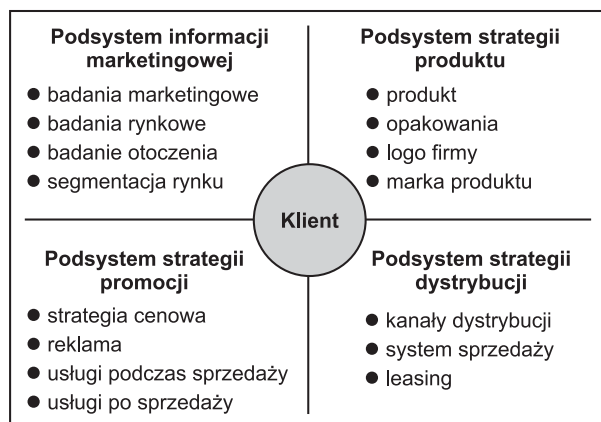 Podsystem informacji
marketingowej
● badania marketingowe
● badania rynkowe
● badanie otoczenia
● segmentacja rynku
Podsystem strategii
produktu
● produkt
● opakowania
● logo firmy
● marka produktu
Klient
Podsystem strategii
promocji
● strategia cenowa
● reklama
● usługi podczas sprzedaży
● usługi po sprzedaży
Podsystem strategii
dystrybucji
● kanały dystrybucji
● system sprzedaży
● leasing